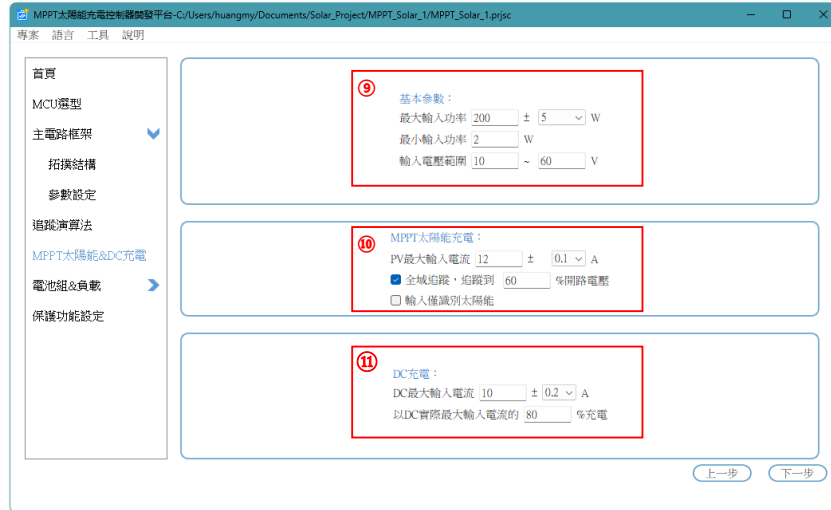 MPPT太陽能充電控制器開發平台-C:/Users/huangmy/Documents/Solar_Project/MPPT_Solar_1/MPPT_Solar_1.prjsc
專案 語言 工具 說明
首頁
MCU選型
主電路框架
拓撲結構
參數設定
追蹤演算法
MPPT太陽能&DC充電
電池組&負載
保護功能設定
⑨
基本參數：
最大輸入功率 200 ± 5 W
最小輸入功率 2 W
輸入電壓範圍 10 ~ 60 V
⑩
MPPT太陽能充電：
PV最大輸入電流 12 ± 0.1 A
全域追蹤，追蹤到 60 %開路電壓
輸入僅識別太陽能
⑪
DC充電：
DC最大輸入電流 10 ± 0.2 A
以DC實際最大輸入電流的 80 %充電
上一步 下一步